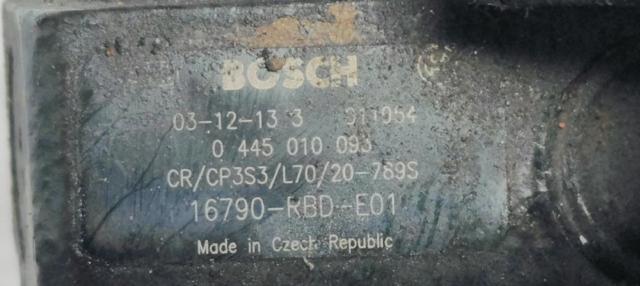 BOSCH
03-12-13 3 011954
0 445 010 093
CR/CP3S3/L70/20-789S
16790-RBD-E01
Made in Czech Republic